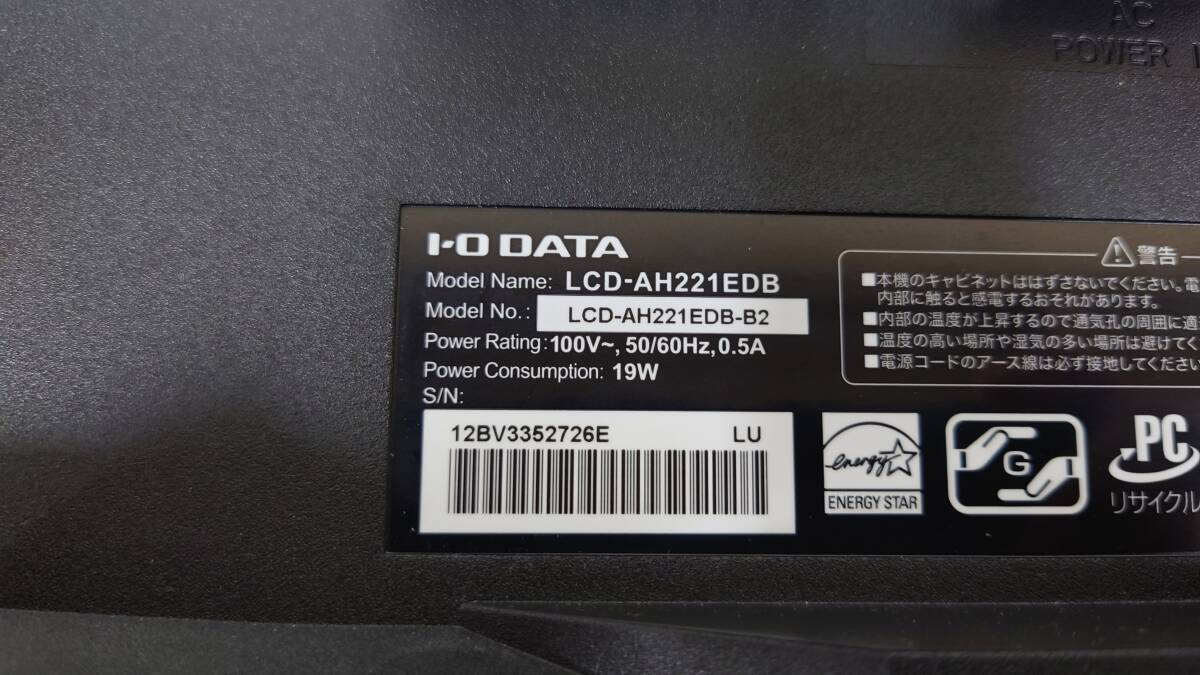 AC
POWER
I-O DATA
Model Name: LCD-AH221EDB
Model No.: LCD-AH221EDB-B2
Power Rating: 100V~, 50/60Hz, 0.5A
Power Consumption: 19W
S/N:
12BV3352726E LU
警告
■本機のキャビネットははずさないでください。電
内部に触ると感電するおそれがあります。
■内部の温度が上昇するので通気孔の周囲に適
■温度の高い場所や湿気の多い場所は避けてく
■電源コードのアース線は必ず接地してください
energy
ENERGY STAR
G
PC
リサイクル